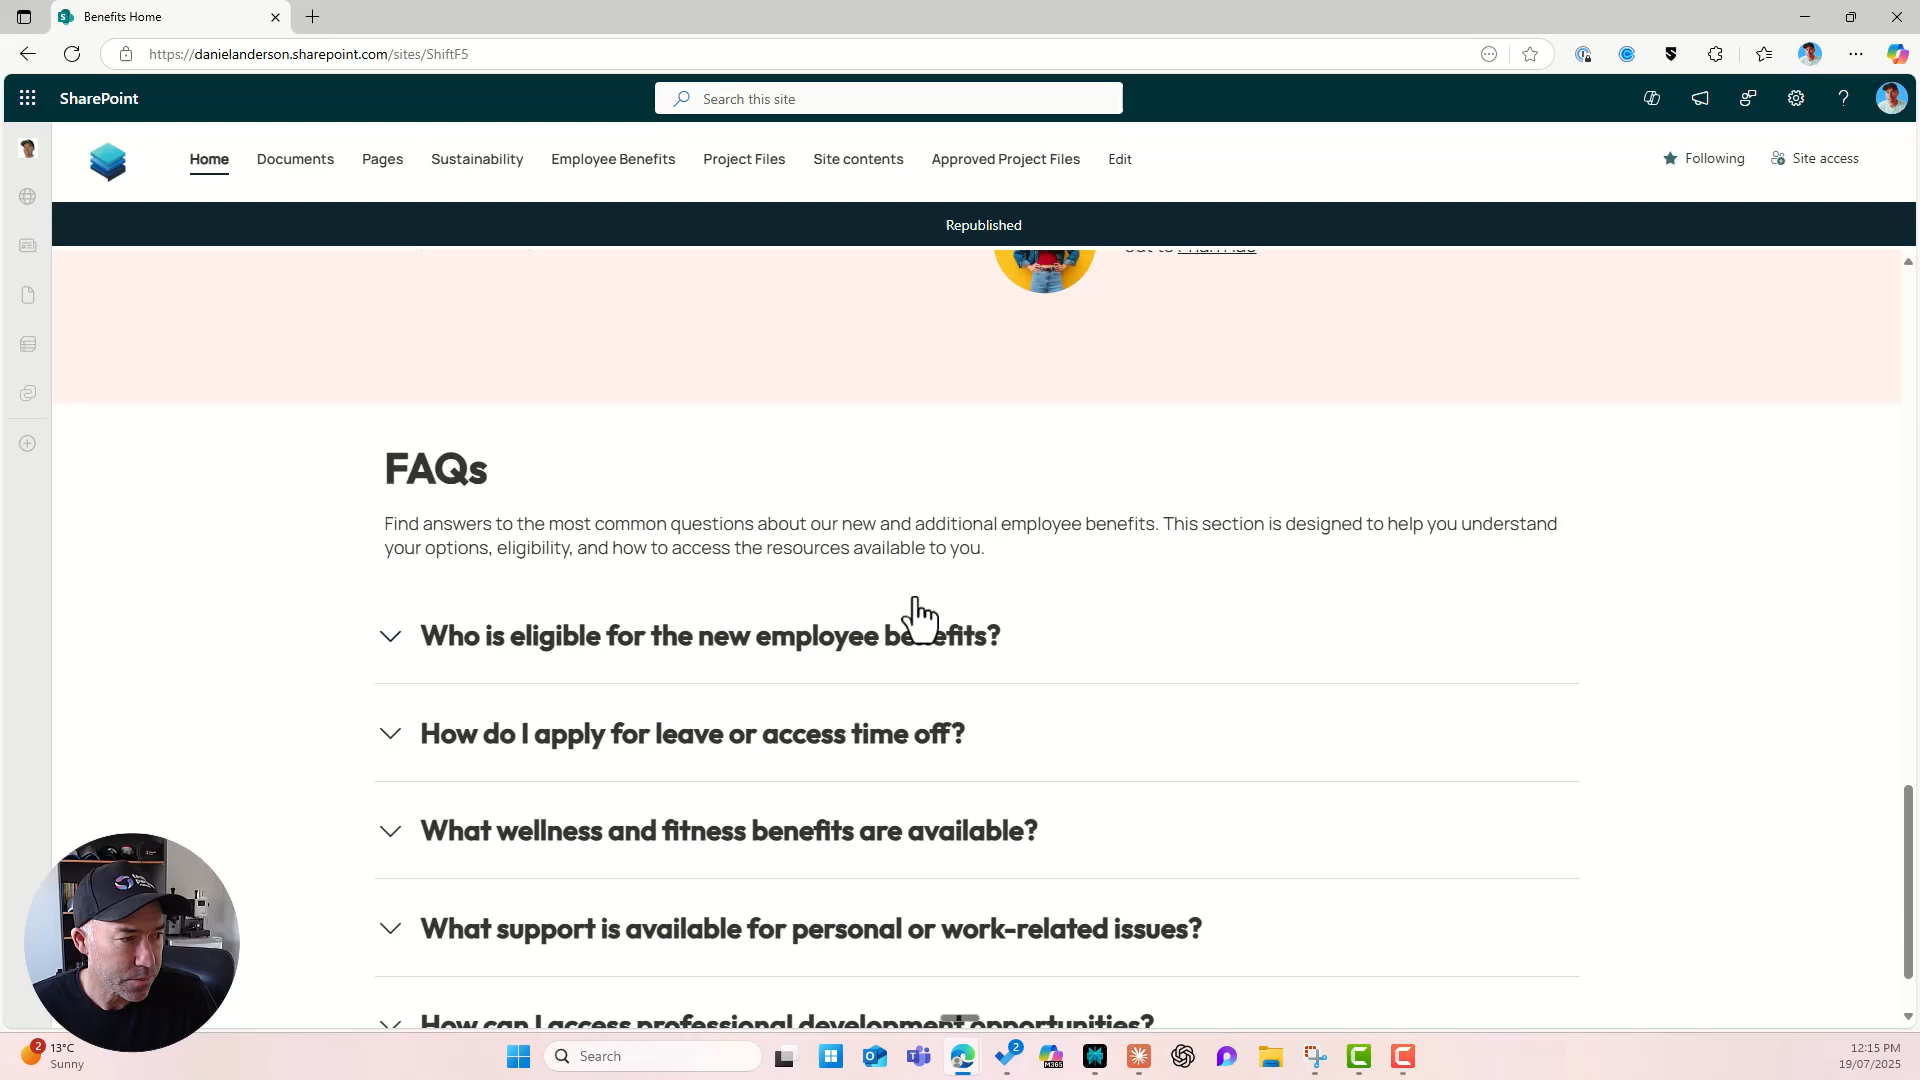 Benefits Home
https://danielanderson.sharepoint.com/sites/ShiftF5
SharePoint
Search this site
Home Documents Pages Sustainability Employee Benefits Project Files Site contents Approved Project Files Edit
Following Site access
Republished
FAQs
Find answers to the most common questions about our new and additional employee benefits. This section is designed to help you understand
your options, eligibility, and how to access the resources available to you.
Who is eligible for the new employee benefits?
How do I apply for leave or access time off?
What wellness and fitness benefits are available?
What support is available for personal or work-related issues?
How can I access professional development opportunities?
2
13°C
Sunny
Search
2
M365
12:15 PM
19/07/2025